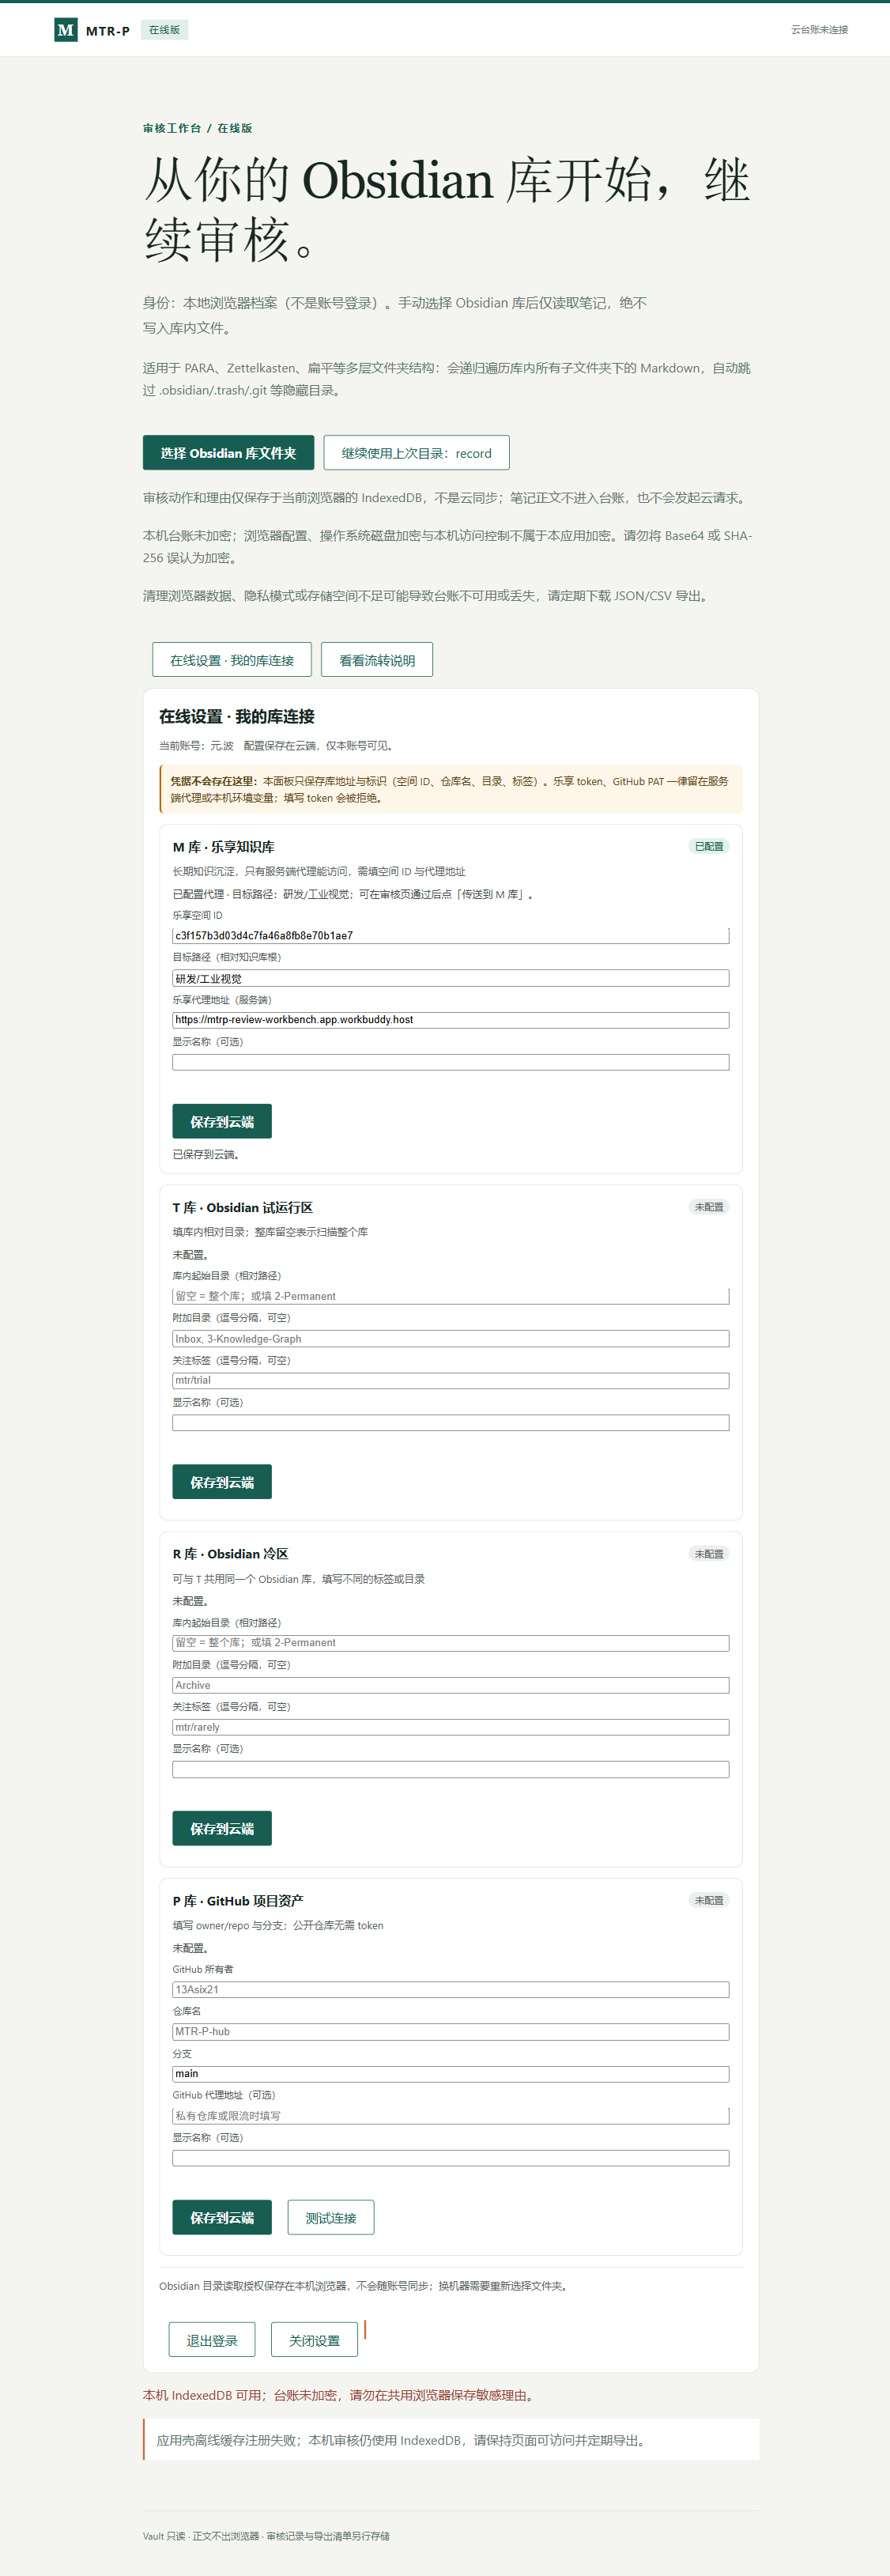 M MTR-P 在线版
云台账未连接
审核工作台 / 在线版
从你的 Obsidian 库开始，继
续审核。
身份：本地浏览器档案（不是账号登录）。手动选择 Obsidian 库后仅读取笔记，绝不
写入库内文件。
适用于 PARA、Zettelkasten、扁平等多层文件夹结构：会递归遍历库内所有子文件夹下的 Markdown，自动跳
过 .obsidian/.trash/.git 等隐藏目录。
选择 Obsidian 库文件夹
继续使用上次目录：record
审核动作和理由仅保存于当前浏览器的 IndexedDB，不是云同步；笔记正文不进入台账，也不会发起云请求。
本机台账未加密；浏览器配置、操作系统磁盘加密与本机访问控制不属于本应用加密。请勿将 Base64 或 SHA-
256 误认为加密。
清理浏览器数据、隐私模式或存储空间不足可能导致台账不可用或丢失，请定期下载 JSON/CSV 导出。
在线设置 · 我的库连接
看看流转说明
在线设置 · 我的库连接
当前账号：元.波 配置保存在云端，仅本账号可见。
凭据不会存在这里：本面板只保存库地址与标识（空间 ID、仓库名、目录、标签）。乐享 token、GitHub PAT 一律留在服务
端代理或本机环境变量；填写 token 会被拒绝。
M 库 · 乐享知识库
已配置
长期知识沉淀，只有服务端代理能访问，需填空间 ID 与代理地址
已配置代理 · 目标路径：研发/工业视觉；可在审核页通过后点「传送到 M 库」。
乐享空间 ID
c3f157b3d03d4c7fa46a8fb8e70b1ae7
目标路径（相对知识库根）
研发/工业视觉
乐享代理地址（服务端）
https://mtrp-review-workbench.app.workbuddy.host
显示名称（可选）
保存到云端
已保存到云端。
T 库 · Obsidian 试运行区
未配置
填库内相对目录；整库留空表示扫描整个库
未配置。
库内起始目录（相对路径）
留空 = 整个库；或填 2-Permanent
附加目录（逗号分隔，可空）
Inbox, 3-Knowledge-Graph
关注标签（逗号分隔，可空）
mtr/trial
显示名称（可选）
保存到云端
R 库 · Obsidian 冷区
未配置
可与 T 共用同一个 Obsidian 库，填写不同的标签或目录
未配置。
库内起始目录（相对路径）
留空 = 整个库；或填 2-Permanent
附加目录（逗号分隔，可空）
Archive
关注标签（逗号分隔，可空）
mtr/rarely
显示名称（可选）
保存到云端
P 库 · GitHub 项目资产
未配置
填写 owner/repo 与分支；公开仓库无需 token
未配置。
GitHub 所有者
13Asix21
仓库名
MTR-P-hub
分支
main
GitHub 代理地址（可选）
私有仓库或限流时填写
显示名称（可选）
保存到云端
测试连接
Obsidian 目录读取授权保存在本机浏览器，不会随账号同步；换机器需要重新选择文件夹。
退出登录
关闭设置
本机 IndexedDB 可用；台账未加密，请勿在共用浏览器保存敏感理由。
应用壳离线缓存注册失败；本机审核仍使用 IndexedDB，请保持页面可访问并定期导出。
Vault 只读 · 正文不出浏览器 · 审核记录与导出清单另行存储